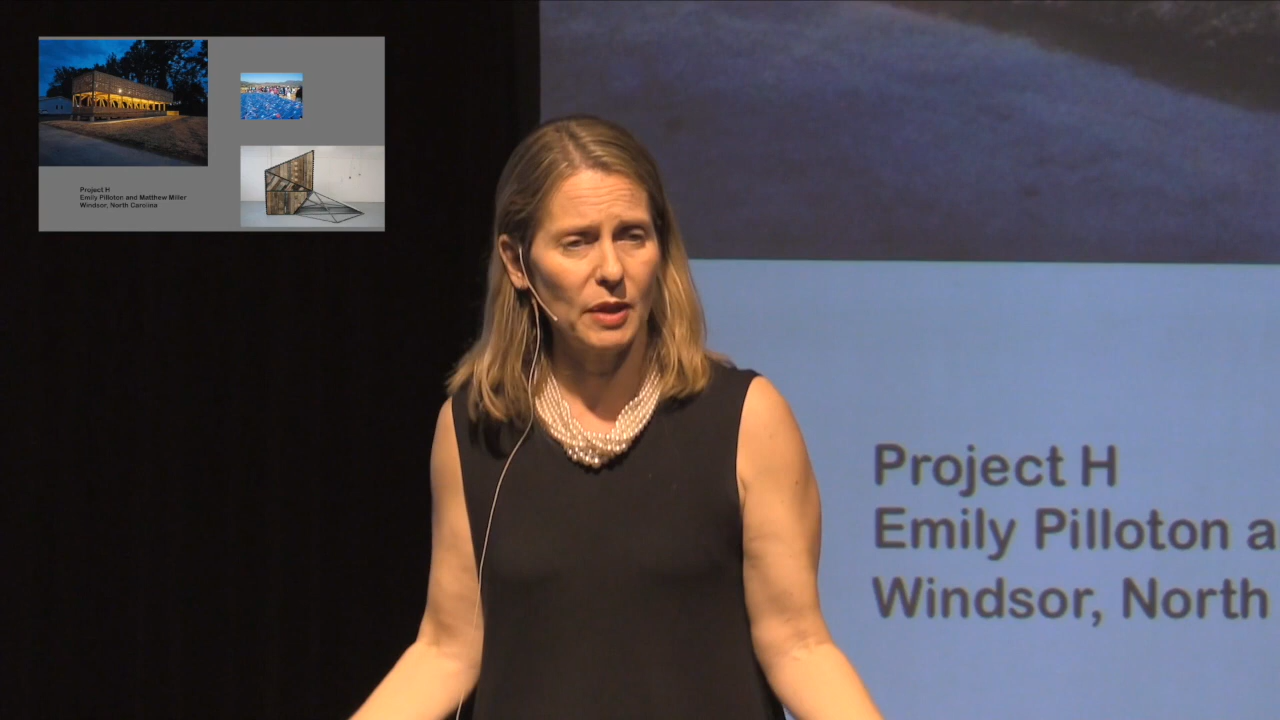 Project H
Emily Pilloton and Matthew Miller
Windsor, North Carolina
Project H
Emily Pilloton a
Windsor, North